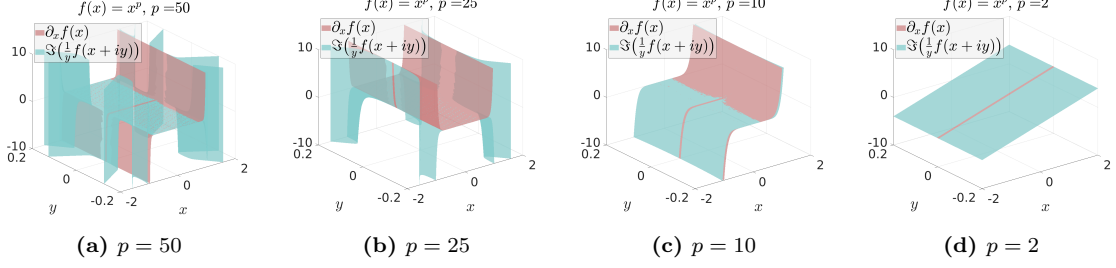 f(x) = x^p, p =50
∂_x f(x)
ℑ(1/y f(x + iy))
10
0
-10
0.2
0
-0.2
-2
0
2
y
x
(a) p = 50
f(x) = x^p, p =25
∂_x f(x)
ℑ(1/y f(x + iy))
10
0
-10
0.2
0
-0.2
-2
0
2
y
x
(b) p = 25
f(x) = x^p, p =10
∂_x f(x)
ℑ(1/y f(x + iy))
10
0
-10
0.2
0
-0.2
-2
0
2
y
x
(c) p = 10
f(x) = x^p, p =2
∂_x f(x)
ℑ(1/y f(x + iy))
10
0
-10
0.2
0
-0.2
-2
0
2
y
x
(d) p = 2